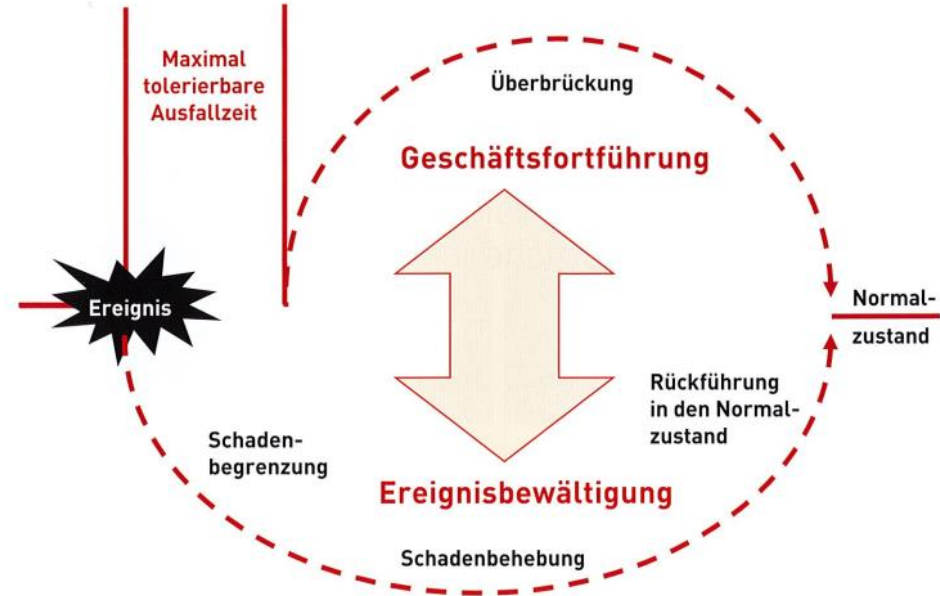 Maximal
tolerierbare
Ausfallzeit
Überbrückung
Geschäftsfortführung
Ereignis
Normal-
zustand
Rückführung
in den Normal-
zustand
Schaden-
begrenzung
Ereignisbewältigung
Schadenbehebung